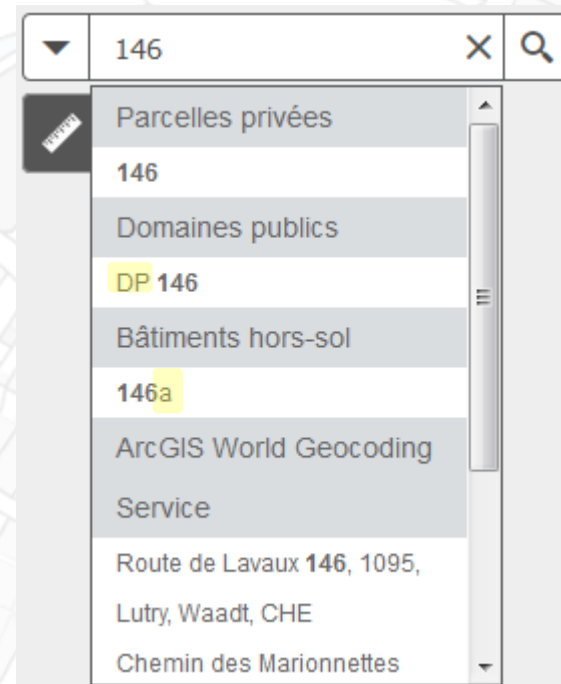 146
Parcelles privées
146
Domaines publics
DP 146
Bâtiments hors-sol
146a
ArcGIS World Geocoding
Service
Route de Lavaux 146, 1095,
Lutry, Waadt, CHE
Chemin des Marionnettes